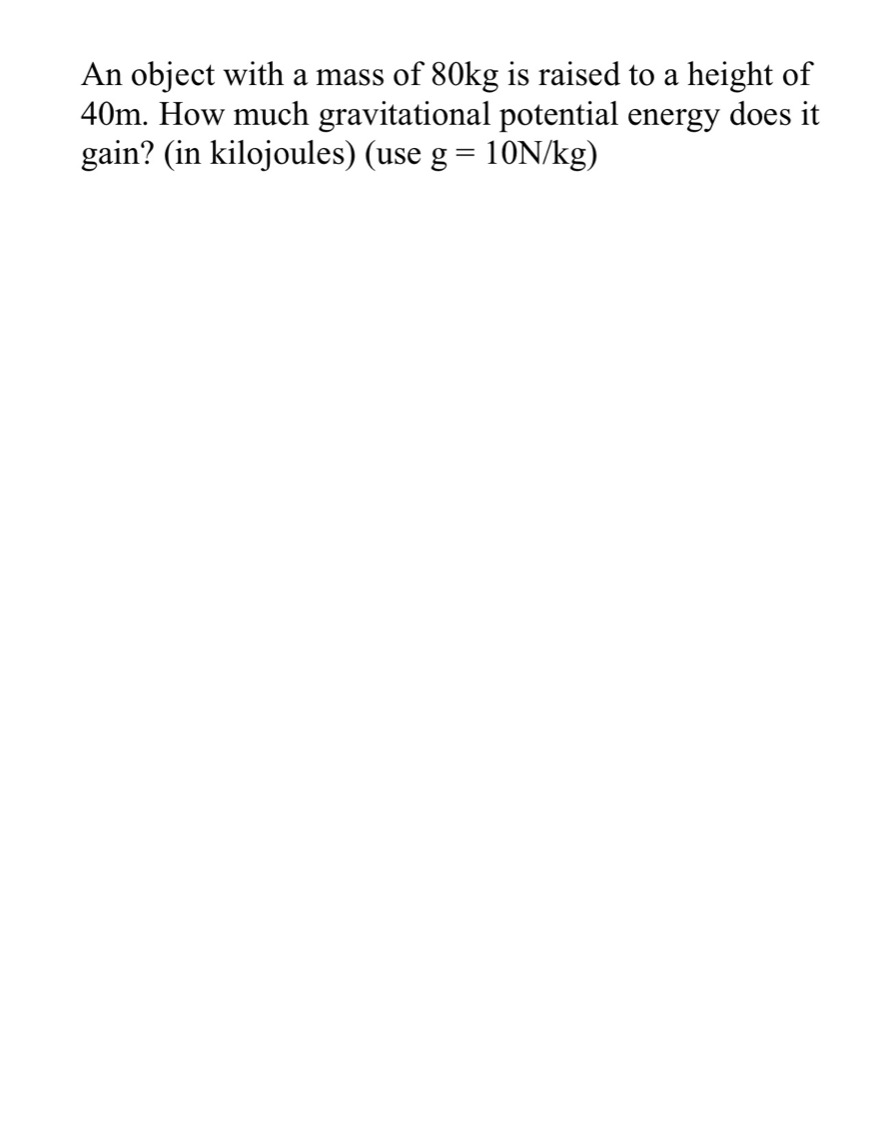 An object with a mass of 80kg is raised to a height of
40m. How much gravitational potential energy does it
gain? (in kilojoules) (use g = 10N/kg)